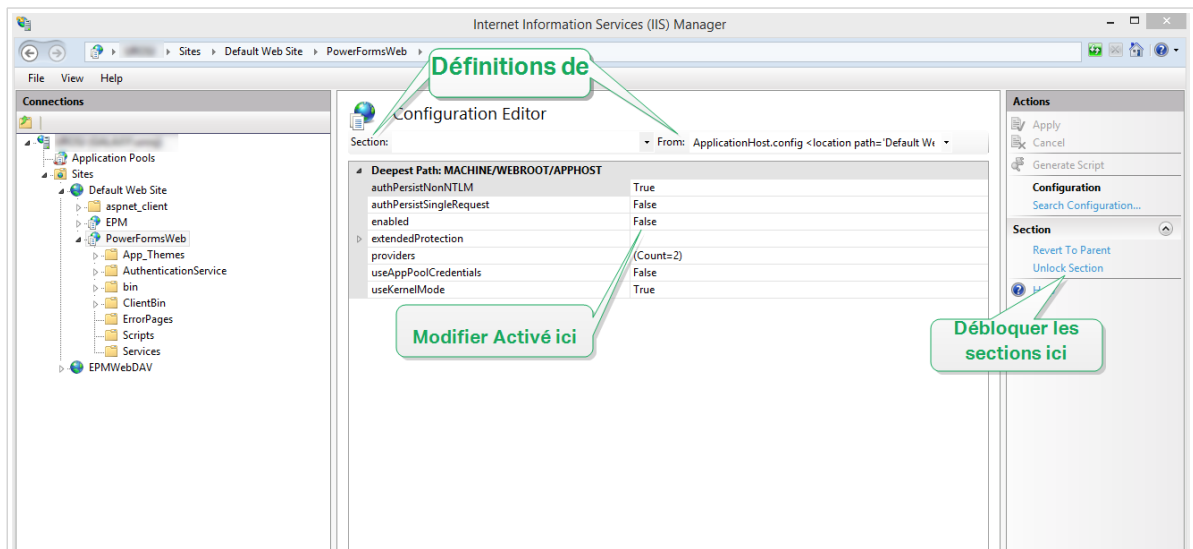 Internet Information Services (IIS) Manager
Sites Default Web Site PowerFormsWeb
File View Help
Connections
Application Pools
Sites
Default Web Site
aspnet_client
EPM
PowerFormsWeb
App_Themes
AuthenticationService
bin
ClientBin
ErrorPages
Scripts
Services
EPMWebDAV
Définitions de
Configuration Editor
Section: From: ApplicationHost.config <location path='Default We
Deepest Path: MACHINE/WEBROOT/APPHOST
authPersistNonNTLM True
authPersistSingleRequest False
enabled False
extendedProtection
providers (Count=2)
useAppPoolCredentials False
useKernelMode True
Modifier Activé ici
Actions
Apply
Cancel
Generate Script
Configuration
Search Configuration...
Section
Revert To Parent
Unlock Section
Débloquer les
sections ici